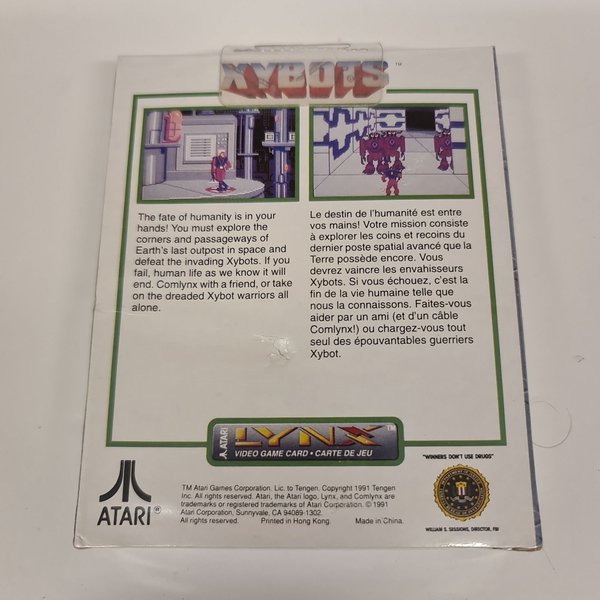 XYBOTS™
The fate of humanity is in your
hands! You must explore the
corners and passageways of
Earth's last outpost in space and
defeat the invading Xybots. If you
fail, human life as we know it will
end. Comlynx with a friend, or take
on the dreaded Xybot warriors all
alone.
Le destin de l'humanité est entre
vos mains! Votre mission consiste
à explorer les coins et recoins du
dernier poste spatial avancé que la
Terre possède encore. Vous
devrez vaincre les envahisseurs
Xybots. Si vous échouez, c'est la
fin de la vie humaine telle que
nous la connaissons. Faites-vous
aider par un ami (et d'un câble
Comlynx!) ou chargez-vous tout
seul des épouvantables guerriers
Xybot.
ATARI LYNX™
VIDEO GAME CARD • CARTE DE JEU
ATARI®
TM Atari Games Corporation. Lic. to Tengen. Copyright 1991 Tengen
Inc. All rights reserved. Atari, the Atari logo, Lynx, and Comlynx are
trademarks or registered trademarks of Atari Corporation. © 1991
Atari Corporation, Sunnyvale, CA 94089-1302.
All rights reserved. Printed in Hong Kong. Made in China.
"WINNERS DON'T USE DRUGS"
WILLIAM S. SESSIONS, DIRECTOR, FBI